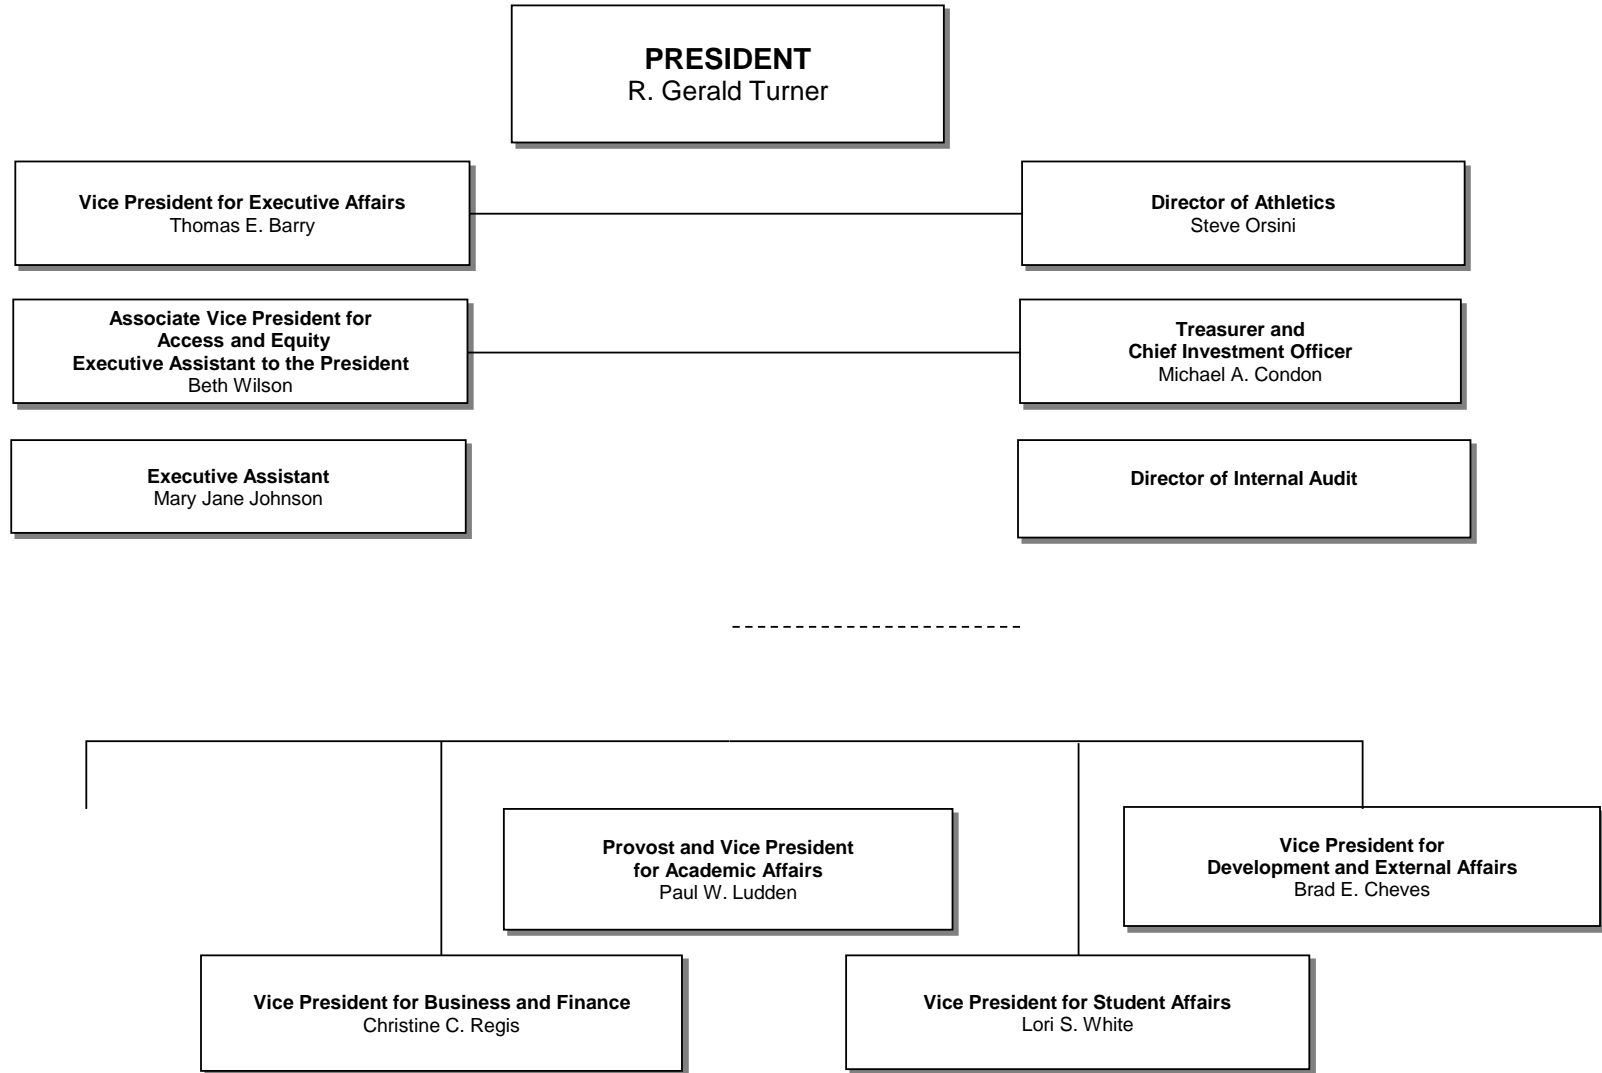 PRESIDENT
R. Gerald Turner
Vice President for Executive Affairs
Thomas E. Barry
Director of Athletics
Steve Orsini
Associate Vice President for
Access and Equity
Executive Assistant to the President
Beth Wilson
Treasurer and
Chief Investment Officer
Michael A. Condon
Executive Assistant
Mary Jane Johnson
Director of Internal Audit
Provost and Vice President
for Academic Affairs
Paul W. Ludden
Vice President for
Development and External Affairs
Brad E. Cheves
Vice President for Business and Finance
Christine C. Regis
Vice President for Student Affairs
Lori S. White